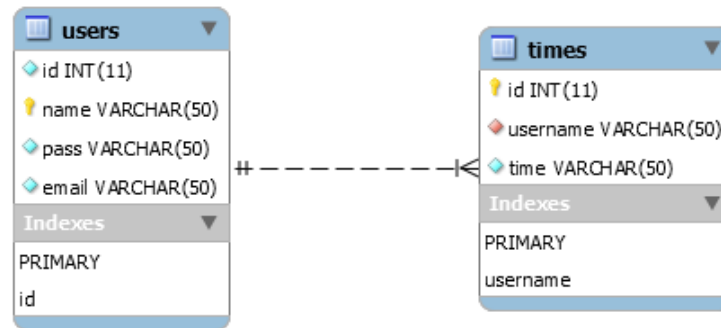 users
id INT(11)
name VARCHAR(50)
pass VARCHAR(50)
email VARCHAR(50)
Indexes
PRIMARY
id
times
id INT(11)
username VARCHAR(50)
time VARCHAR(50)
Indexes
PRIMARY
username